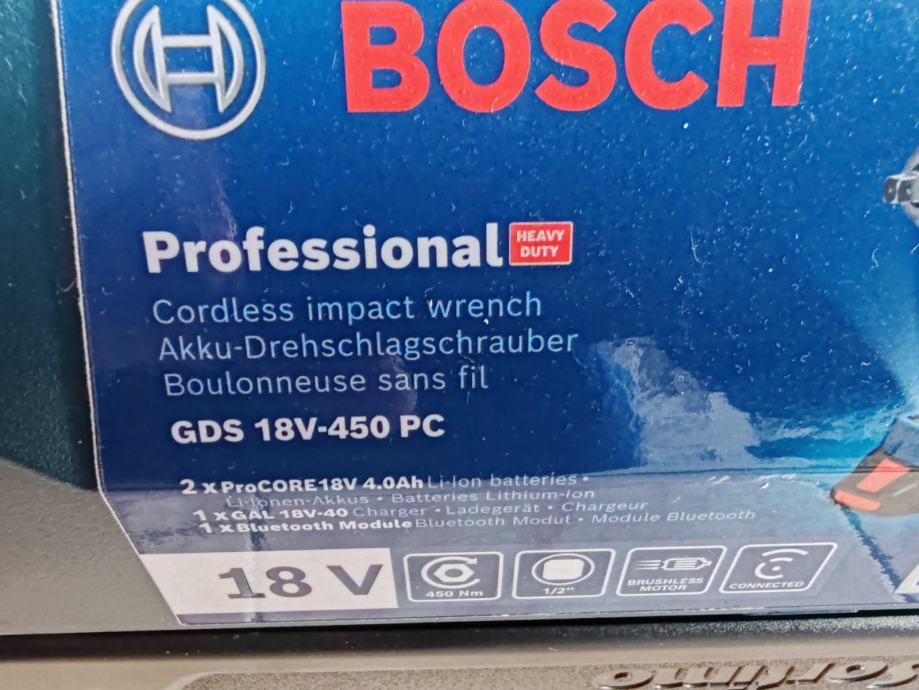 BOSCH
Professional HEAVY DUTY
Cordless impact wrench
Akku-Drehschlagschrauber
Boulonneuse sans fil
GDS 18V-450 PC
2 x ProCORE18V 4.0Ah Li-Ion batteries •
Li-Ionen-Akkus • Batteries Lithium-Ion
1 x GAL 18V-40 Charger • Ladegerät • Chargeur
1 x Bluetooth Module Bluetooth Modul • Module Bluetooth
18 V
450 Nm
1/2"
BRUSHLESS MOTOR
CONNECTED